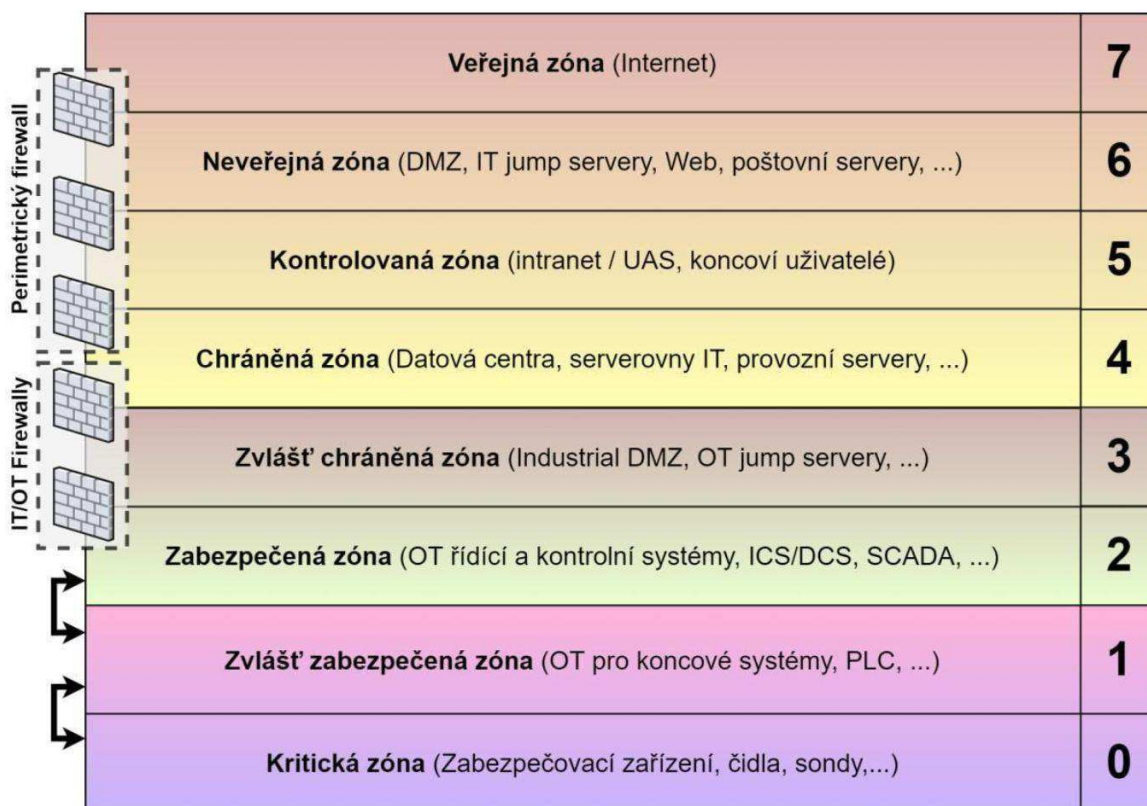 Veřejná zóna (Internet) 7
Neveřejná zóna (DMZ, IT jump servery, Web, poštovní servery, ...) 6
Kontrolovaná zóna (intranet / UAS, koncoví uživatelé) 5
Chráněná zóna (Datová centra, serverovny IT, provozní servery, ...) 4
Zvlášť chráněná zóna (Industrial DMZ, OT jump servery, ...) 3
Zabezpečená zóna (OT řídící a kontrolní systémy, ICS/DCS, SCADA, ...) 2
Zvlášť zabezpečená zóna (OT pro koncové systémy, PLC, ...) 1
Kritická zóna (Zabezpečovací zařízení, čidla, sondy,...) 0
Perimetrický firewall
IT/OT Firewally